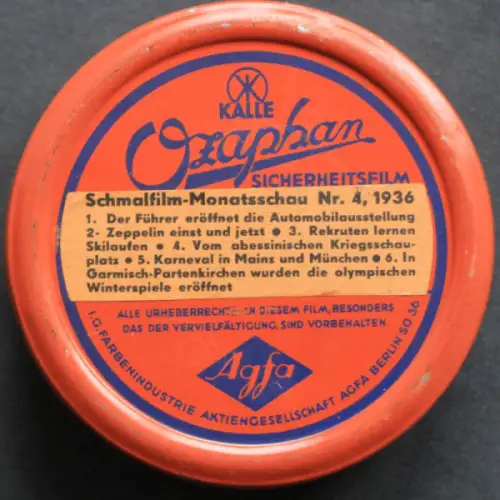 KALLE
Ozaphan
SICHERHEITSFILM
Schmalfilm-Monatsschau Nr. 4, 1936
1. Der Führer eröffnet die Automobilausstellung
2- Zeppelin einst und jetzt ● 3. Rekruten lernen
Skilaufen ● 4. Vom abessinischen Kriegsschau-
platz ● 5. Karneval in Mainz und München ● 6. In
Garmisch-Partenkirchen wurden die olympischen
Winterspiele eröffnet
ALLE URHEBERRECHTE AN DIESEM FILM, BESONDERS
DAS DER VERVIELFÄLTIGUNG, SIND VORBEHALTEN.
Agfa
I.G. FARBENINDUSTRIE AKTIENGESELLSCHAFT AGFA BERLIN SO 36